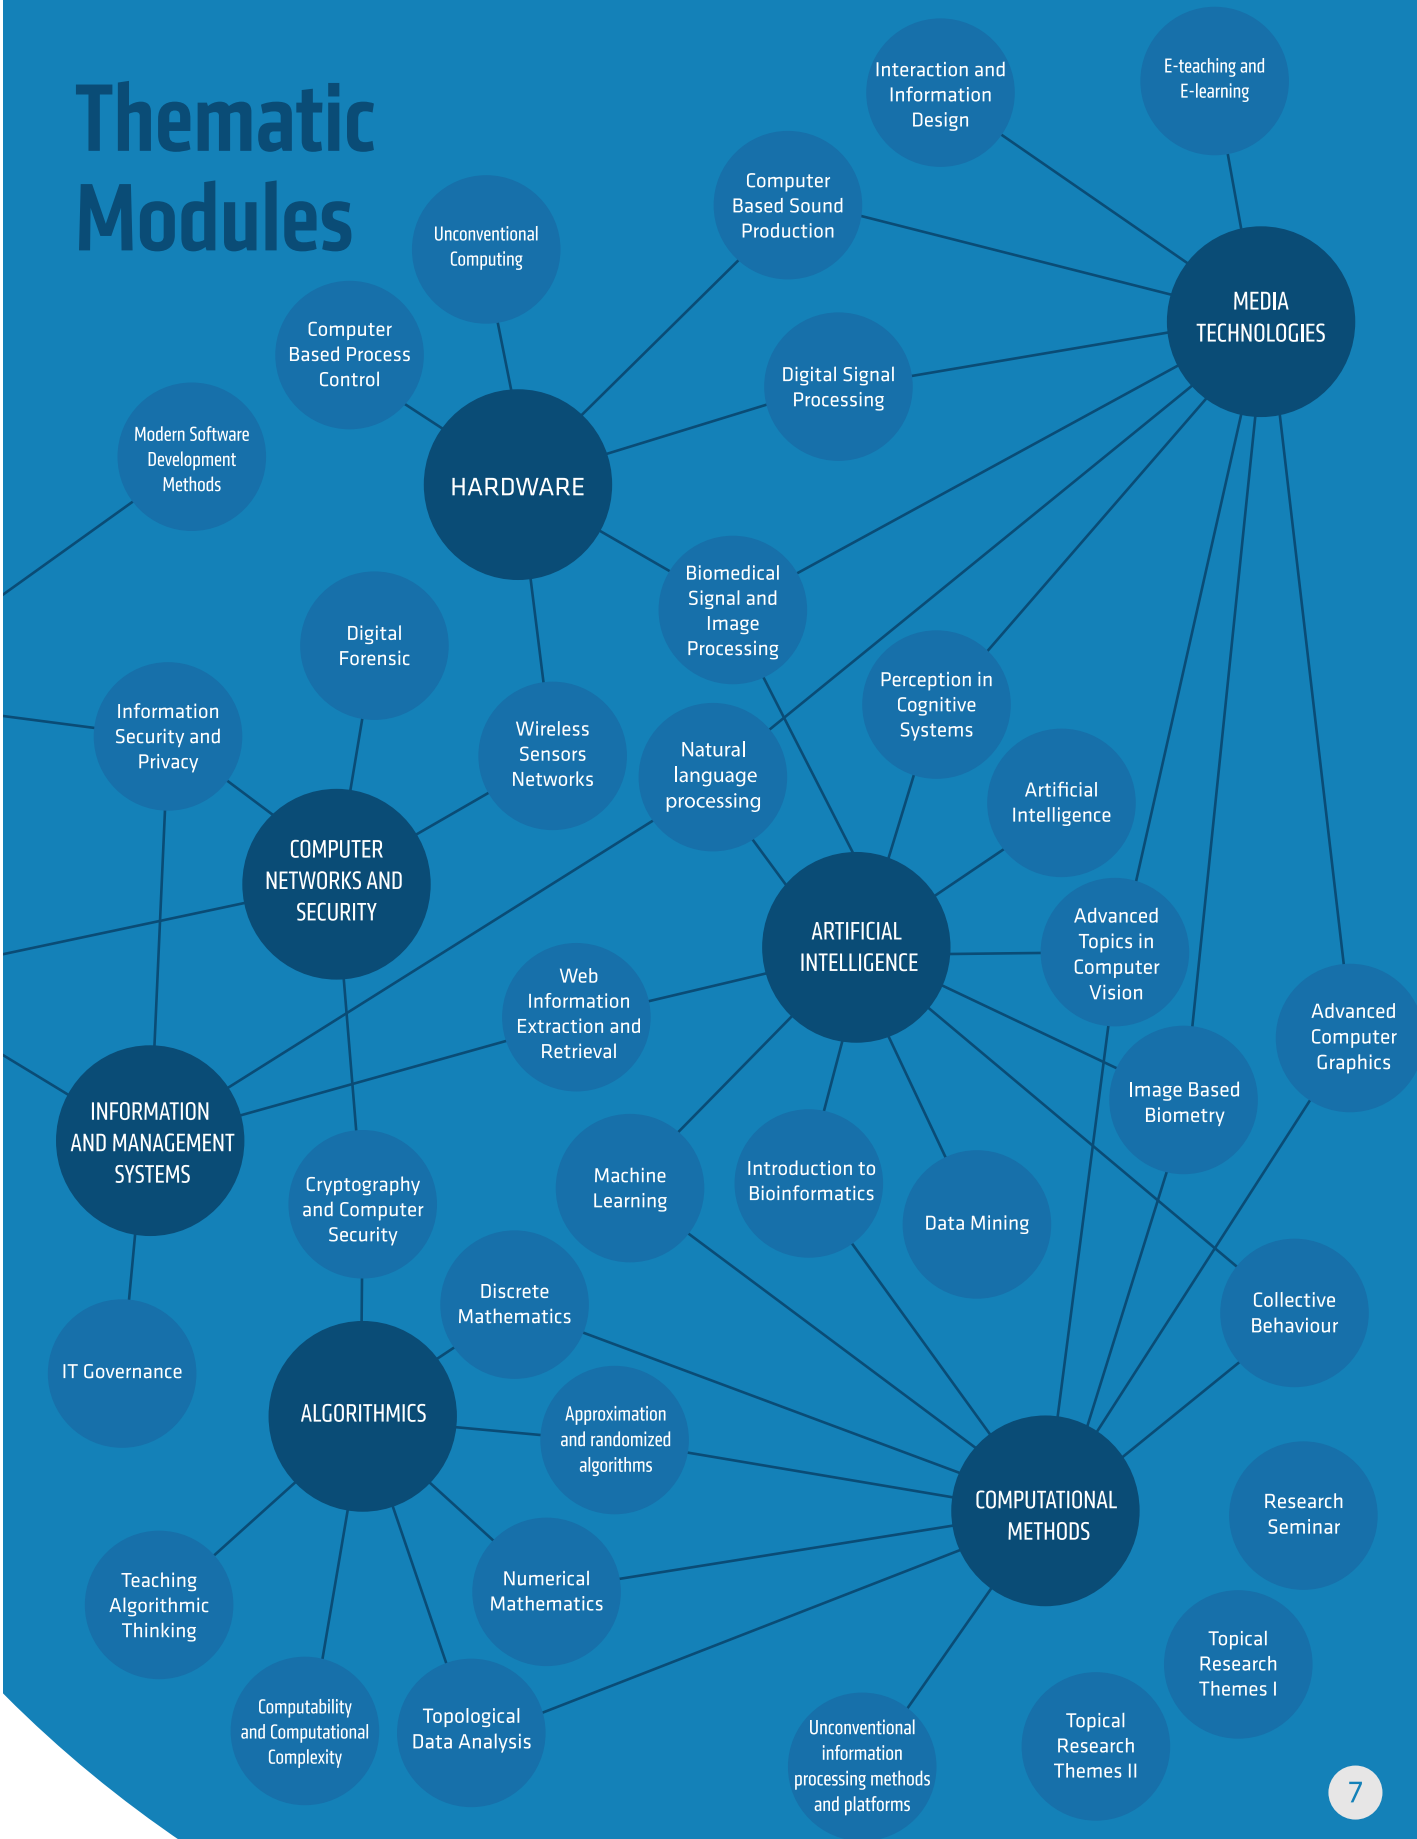 Thematic
Modules
Interaction and
Information
Design
E-teaching and
E-learning
Computer
Based Sound
Production
Unconventional
Computing
MEDIA
TECHNOLOGIES
Computer
Based Process
Control
Digital Signal
Processing
Modern Software
Development
Methods
HARDWARE
Biomedical
Signal and
Image
Processing
Digital
Forensic
Perception in
Cognitive
Systems
Information
Security and
Privacy
Wireless
Sensors
Networks
Natural
language
processing
Artificial
Intelligence
COMPUTER
NETWORKS AND
SECURITY
ARTIFICIAL
INTELLIGENCE
Advanced
Topics in
Computer
Vision
Web
Information
Extraction and
Retrieval
Advanced
Computer
Graphics
INFORMATION
AND MANAGEMENT
SYSTEMS
Image Based
Biometry
Cryptography
and Computer
Security
Machine
Learning
Introduction to
Bioinformatics
Data Mining
Discrete
Mathematics
Collective
Behaviour
IT Governance
ALGORITHMICS
Approximation
and randomized
algorithms
COMPUTATIONAL
METHODS
Research
Seminar
Teaching
Algorithmic
Thinking
Numerical
Mathematics
Topical
Research
Themes I
Computability
and Computational
Complexity
Topological
Data Analysis
Unconventional
information
processing methods
and platforms
Topical
Research
Themes II
7